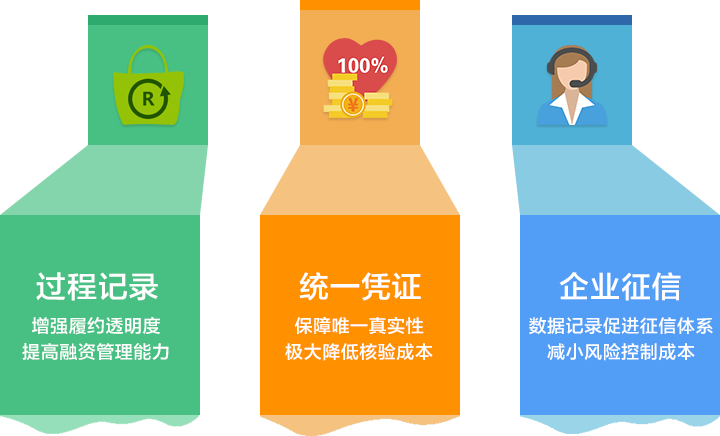 R
100%
¥
过程记录
增强履约透明度
提高融资管理能力
统一凭证
保障唯一真实性
极大降低核验成本
企业征信
数据记录促进征信体系
减小风险控制成本